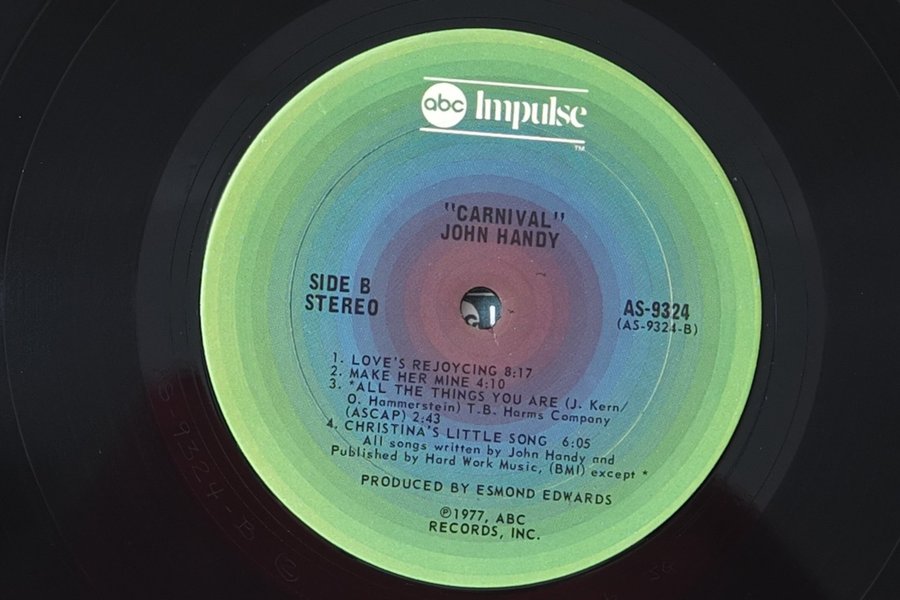 abc Impulse
TM
"CARNIVAL"
JOHN HANDY
SIDE B
STEREO
AS-9324
(AS-9324-B)
1. LOVE'S REJOYCING 8:17
2. MAKE HER MINE 4:10
3. *ALL THE THINGS YOU ARE (J. Kern/
O. Hammerstein) T.B. Harms Company
(ASCAP) 2:43
4. CHRISTINA'S LITTLE SONG 6:05
All songs written by John Handy and
Published by Hard Work Music, (BMI) except *
PRODUCED BY ESMOND EDWARDS
℗1977, ABC
RECORDS, INC.